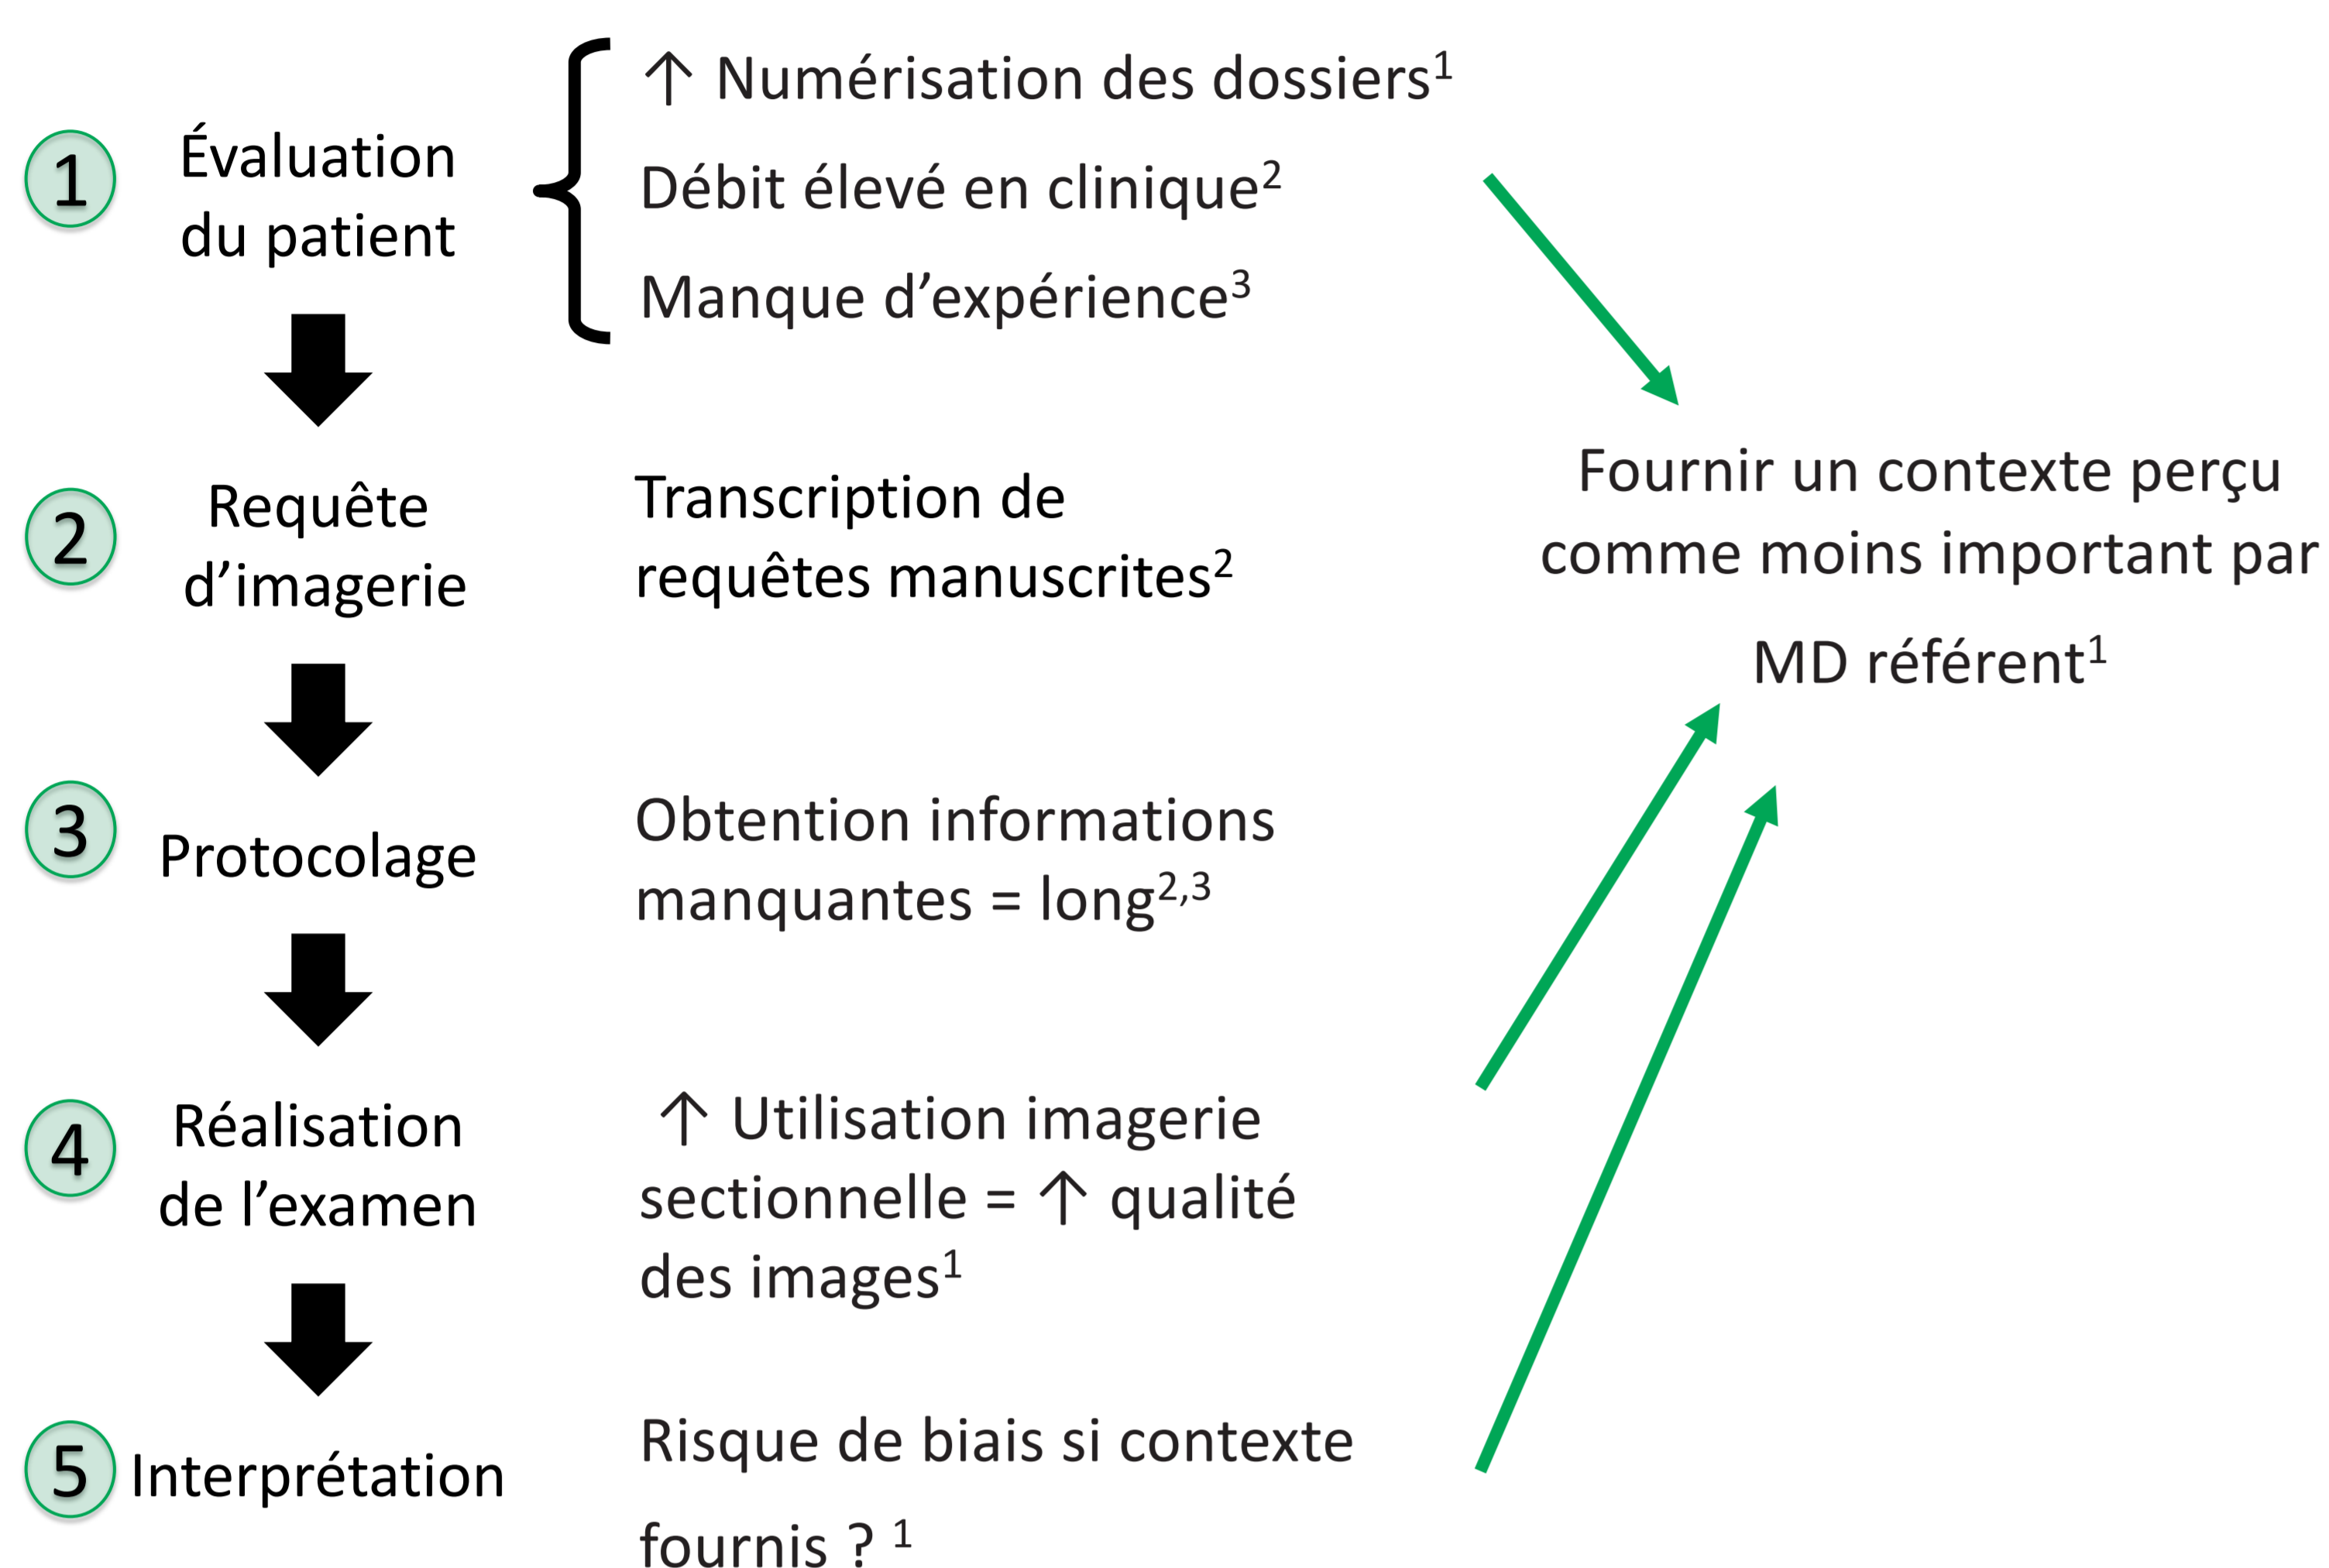 1
Évaluation
du patient
↑ Numérisation des dossiers¹
Débit élevé en clinique²
Manque d’expérience³
2
Requête
d’imagerie
Transcription de
requêtes manuscrites²
Fournir un contexte perçu
comme moins important par
MD référent¹
3
Protocolage
Obtention informations
manquantes = long²,³
4
Réalisation
de l’examen
↑ Utilisation imagerie
sectionnelle = ↑ qualité
des images¹
5
Interprétation
Risque de biais si contexte
fournis ? ¹